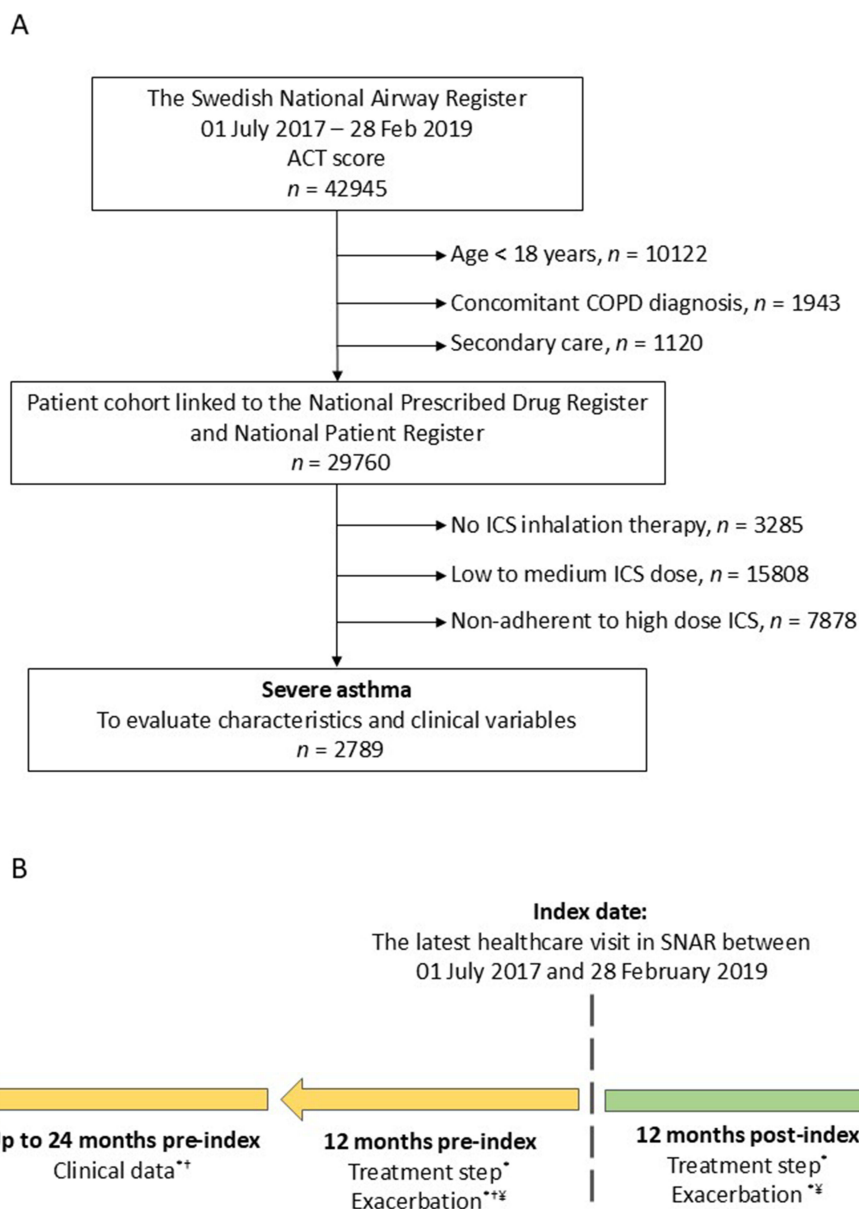 A
The Swedish National Airway Register
01 July 2017 – 28 Feb 2019
ACT score
n = 42945
Age < 18 years, n = 10122
Concomitant COPD diagnosis, n = 1943
Secondary care, n = 1120
Patient cohort linked to the National Prescribed Drug Register
and National Patient Register
n = 29760
No ICS inhalation therapy, n = 3285
Low to medium ICS dose, n = 15808
Non-adherent to high dose ICS, n = 7878
Severe asthma
To evaluate characteristics and clinical variables
n = 2789
B
Index date:
The latest healthcare visit in SNAR between
01 July 2017 and 28 February 2019
p to 24 months pre-index
Clinical data*†
12 months pre-index
Treatment step*
Exacerbation*†¥
12 months post-index
Treatment step*
Exacerbation *¥